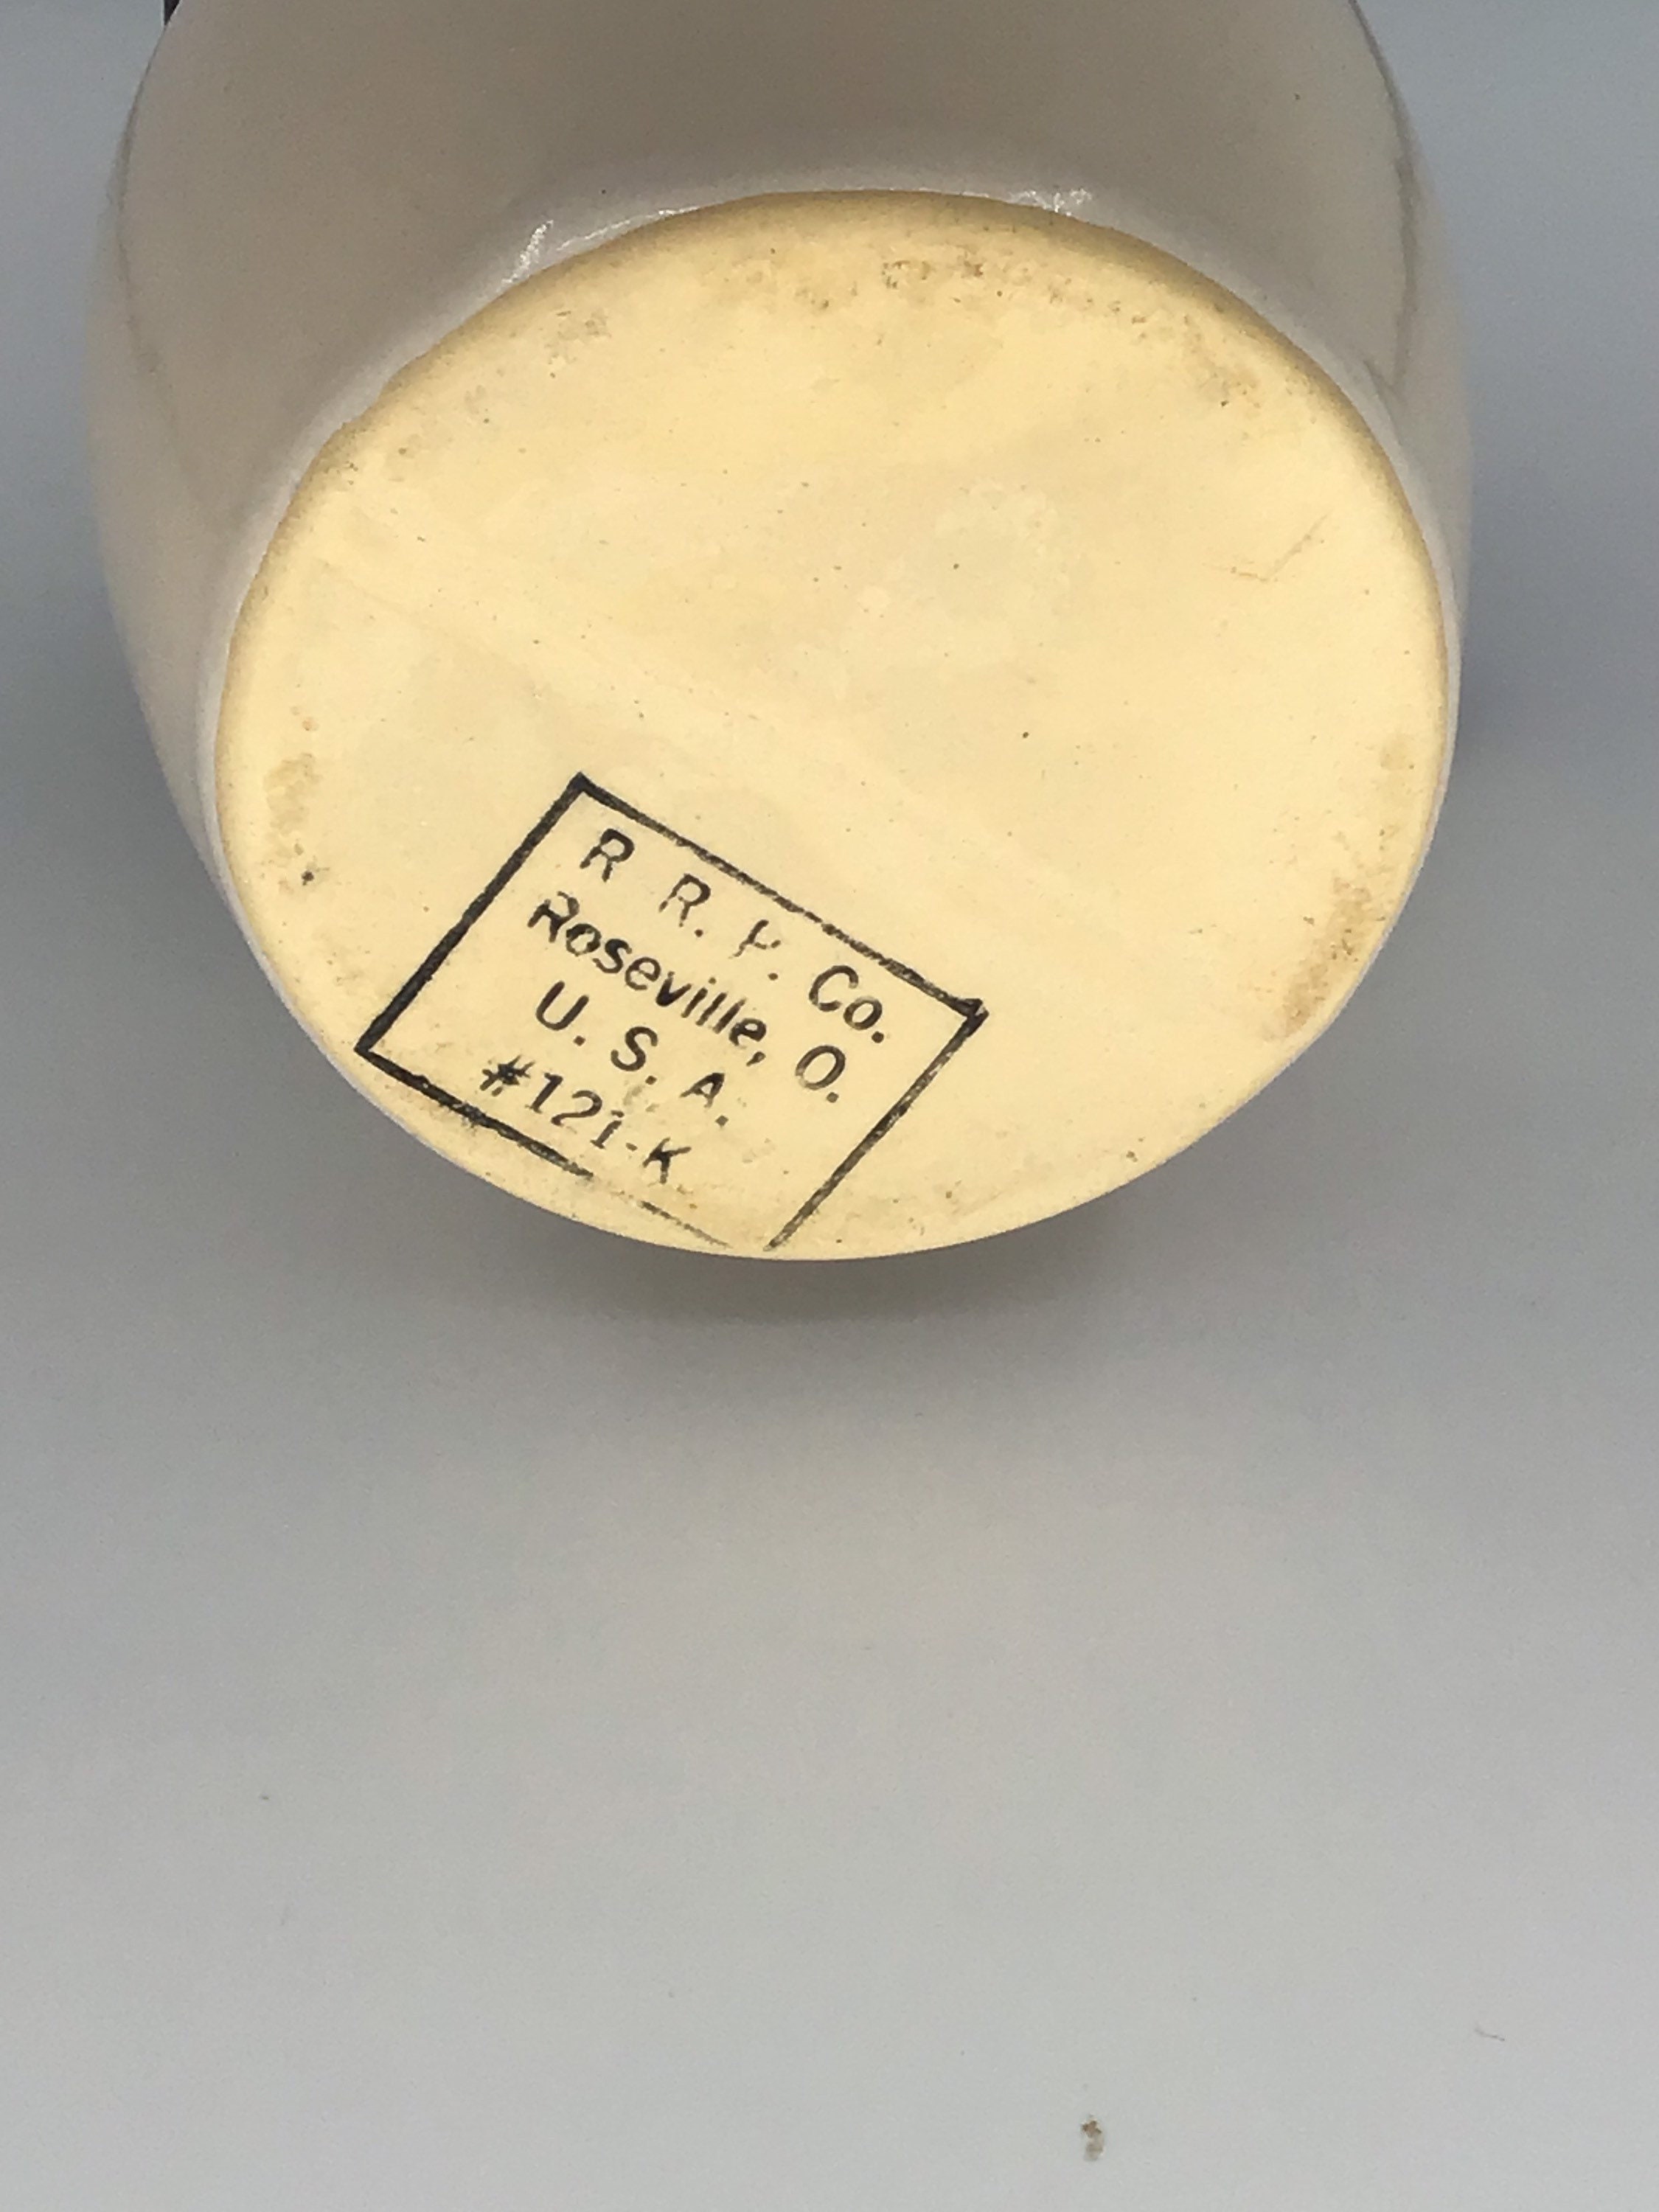 R. R. P. Co.
Roseville, O.
U. S. A.
#121-K